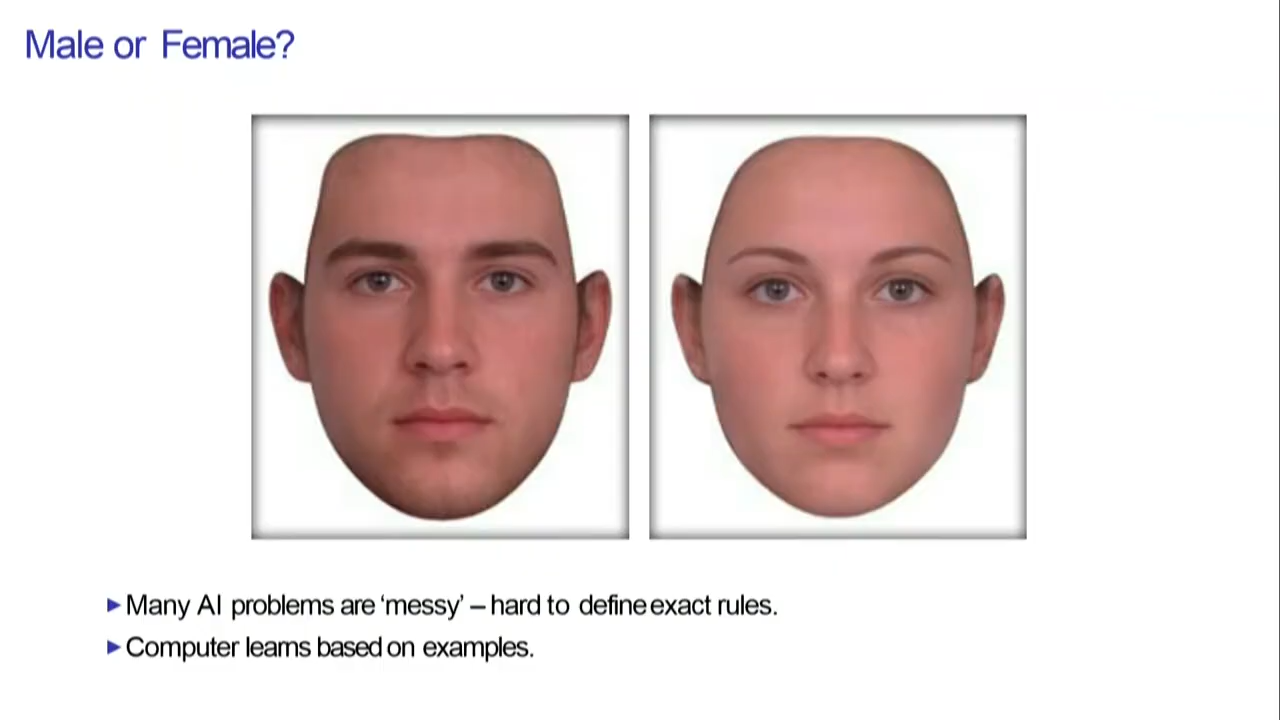 Male or Female?
▶ Many AI problems are ‘messy’ – hard to define exact rules.
▶ Computer learns based on examples.